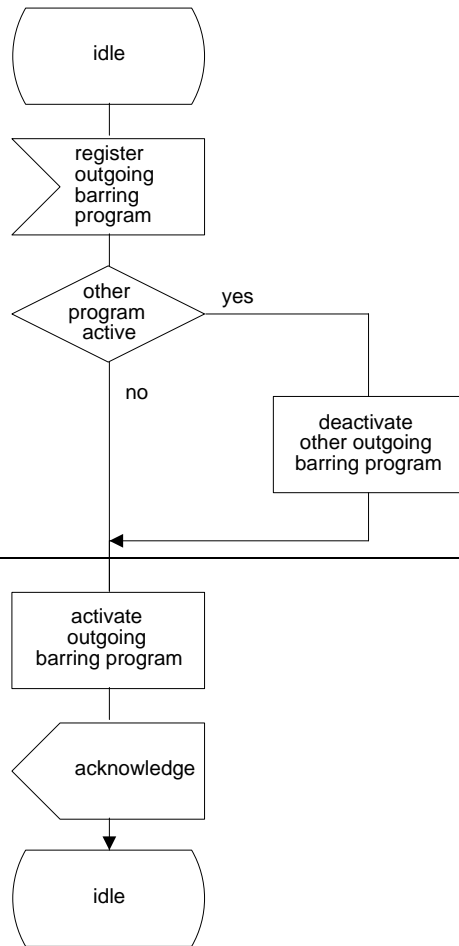 idle
register
outgoing
barring
program
other
program
active
yes
no
deactivate
other outgoing
barring program
activate
outgoing
barring program
acknowledge
idle